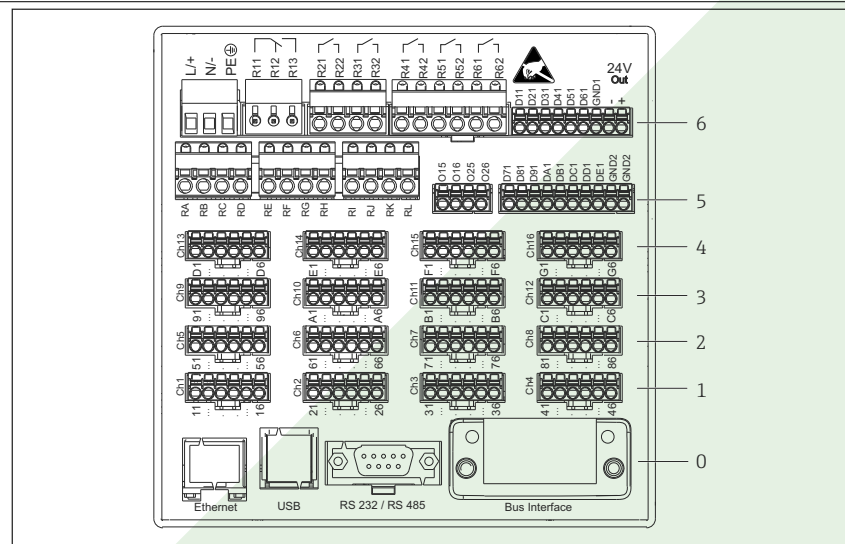 L/+ N/- PE R11 R12 R13 R21 R22 R31 R32 R41 R42 R51 R52 R61 R62
24V
Out
D11 D21 D31 D41 D51 D61 GND1 - +
6
O15 O16 O25 O26 D71 D81 D91 DA1 DB1 DC1 DD1 DE1 GND2 GND2
5
RA RB RC RD RE RF RG RH RI RJ RK RL
Ch13 Ch14 Ch15 Ch16
4
D1 D6 E1 E6 F1 F6 G1 G6
Ch9 Ch10 Ch11 Ch12
3
91 96 A1 A6 B1 B6 C1 C6
Ch5 Ch6 Ch7 Ch8
2
51 56 61 66 71 76 81 86
Ch1 Ch2 Ch3 Ch4
1
11 16 21 26 31 36 41 46
0
Ethernet USB RS 232 / RS 485 Bus Interface